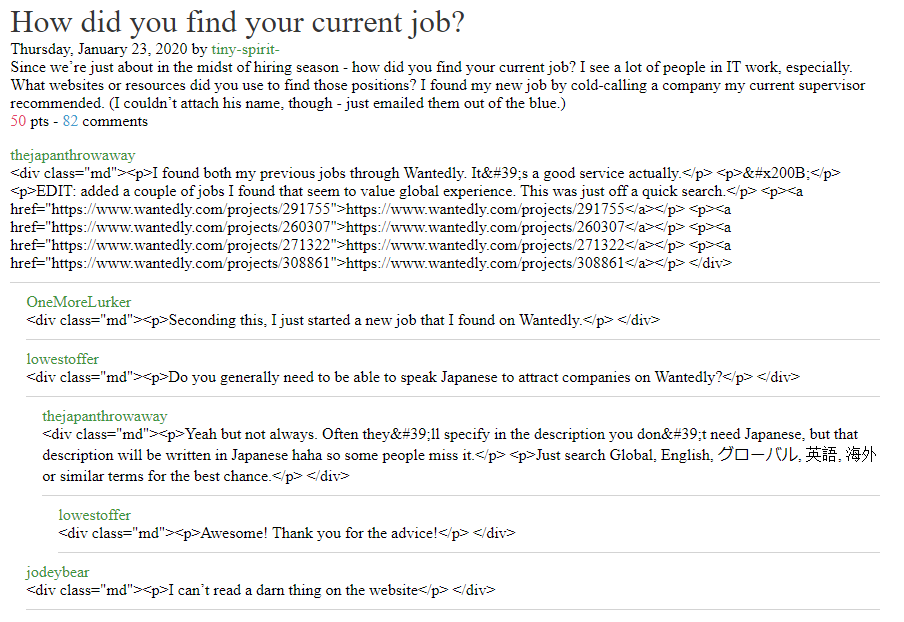 How did you find your current job?
Thursday, January 23, 2020 by tiny-spirit-
Since we’re just about in the midst of hiring season - how did you find your current job? I see a lot of people in IT work, especially.
What websites or resources did you use to find those positions? I found my new job by cold-calling a company my current supervisor
recommended. (I couldn’t attach his name, though - just emailed them out of the blue.)
50 pts - 82 comments
thejapanthrowaway
<div class="md"><p>I found both my previous jobs through Wantedly. It&#39;s a good service actually.</p> <p>&#x200B;</p>
<p>EDIT: added a couple of jobs I found that seem to value global experience. This was just off a quick search.</p> <p><a
href="https://www.wantedly.com/projects/291755">https://www.wantedly.com/projects/291755</a></p> <p><a
href="https://www.wantedly.com/projects/260307">https://www.wantedly.com/projects/260307</a></p> <p><a
href="https://www.wantedly.com/projects/271322">https://www.wantedly.com/projects/271322</a></p> <p><a
href="https://www.wantedly.com/projects/308861">https://www.wantedly.com/projects/308861</a></p> </div>
OneMoreLurker
<div class="md"><p>Seconding this, I just started a new job that I found on Wantedly.</p> </div>
lowestoffer
<div class="md"><p>Do you generally need to be able to speak Japanese to attract companies on Wantedly?</p> </div>
thejapanthrowaway
<div class="md"><p>Yeah but not always. Often they&#39;ll specify in the description you don&#39;t need Japanese, but that
description will be written in Japanese haha so some people miss it.</p> <p>Just search Global, English, グローバル, 英語, 海外
or similar terms for the best chance.</p> </div>
lowestoffer
<div class="md"><p>Awesome! Thank you for the advice!</p> </div>
jodeybear
<div class="md"><p>I can’t read a darn thing on the website</p> </div>